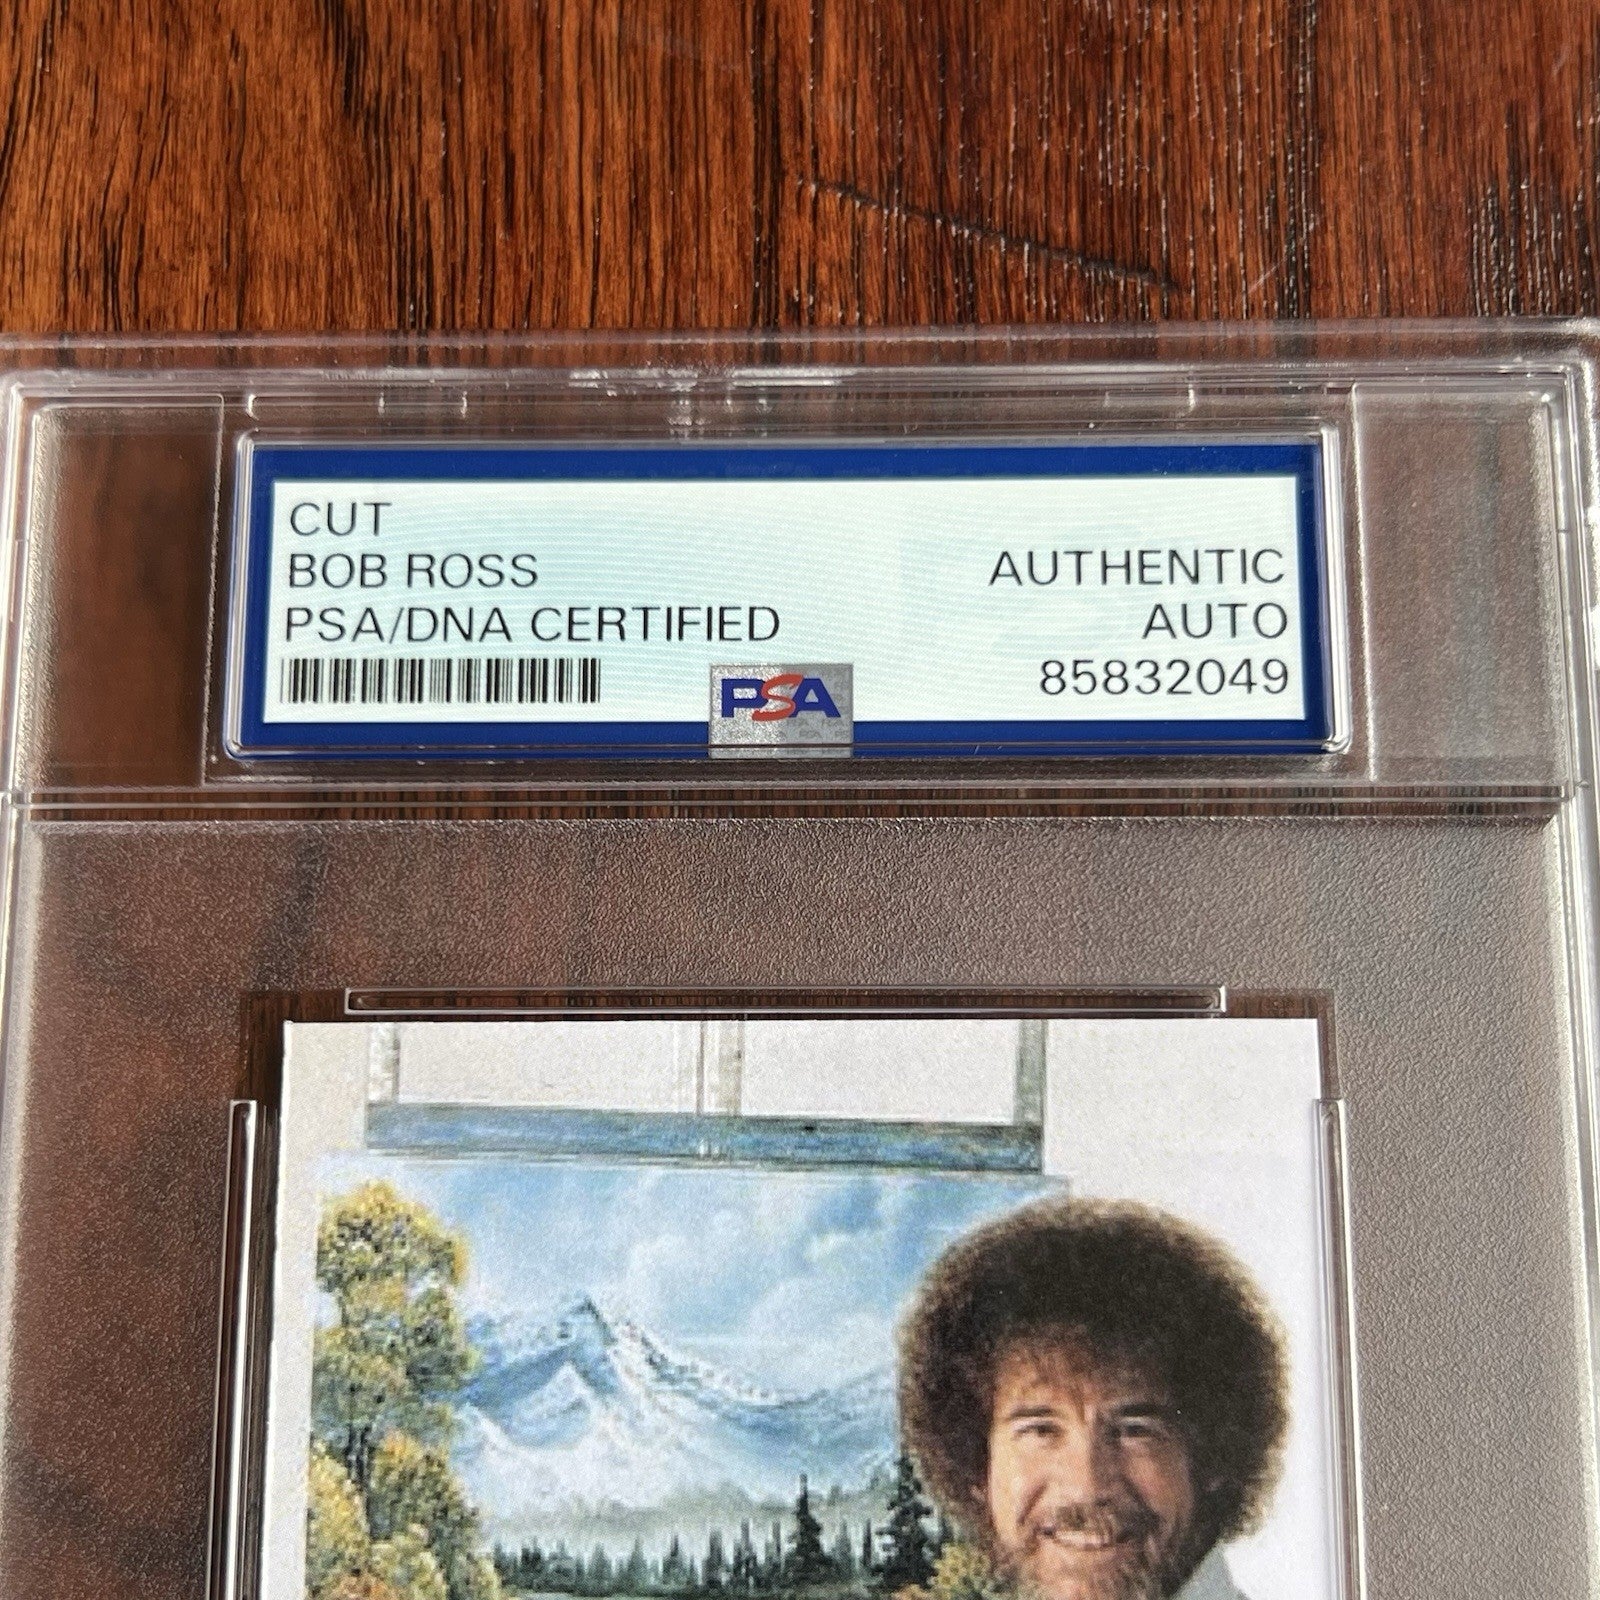 CUT
BOB ROSS
PSA/DNA CERTIFIED
AUTHENTIC
AUTO
85832049
PSA